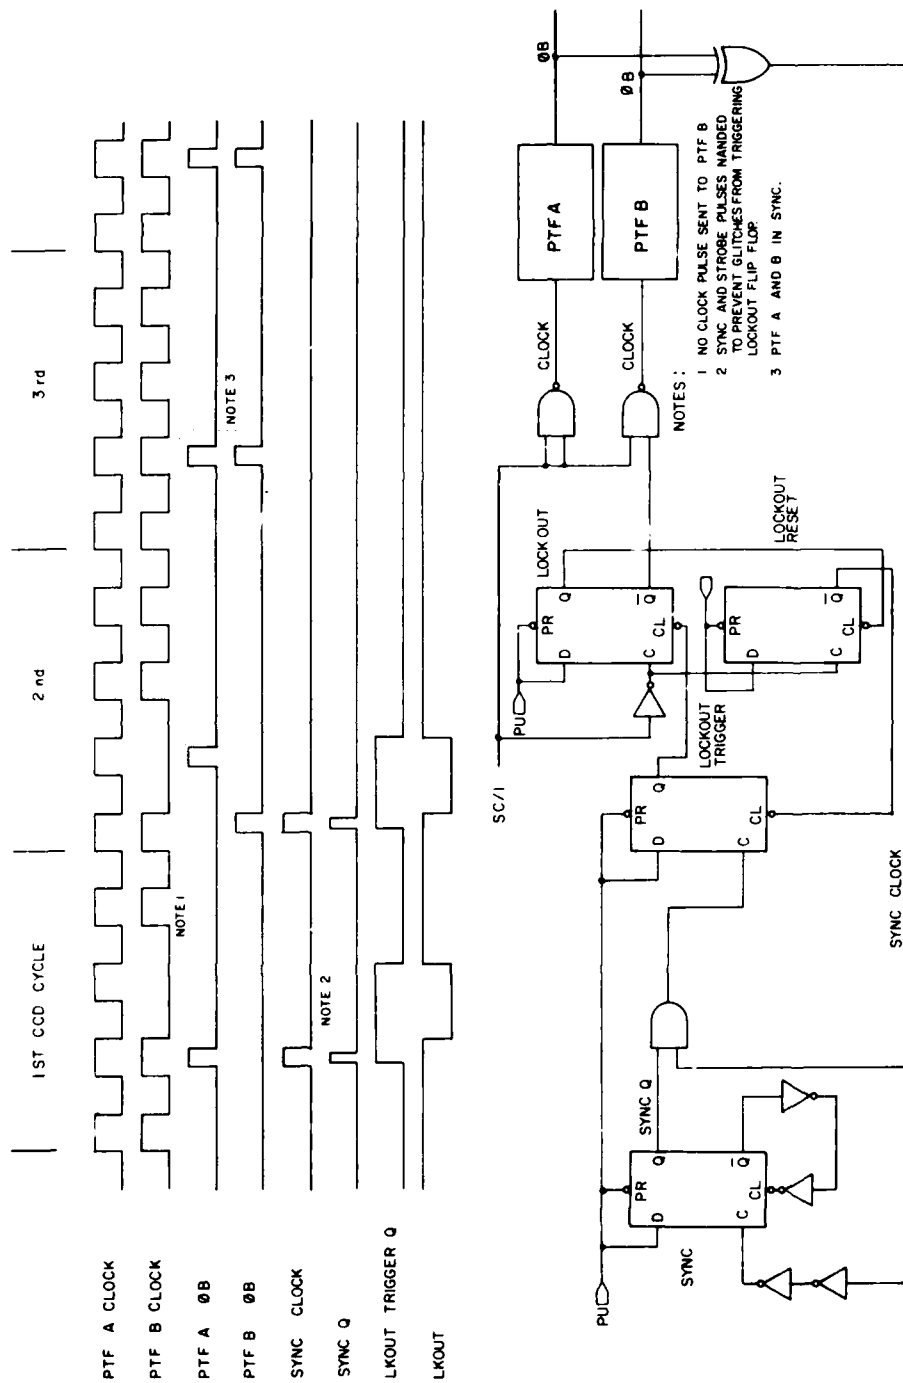 1ST CCD CYCLE
2nd
3rd
PTF A CLOCK
PTF B CLOCK
NOTE 1
PTF A ØB
NOTE 3
PTF B ØB
SYNC CLOCK
NOTE 2
SYNC Q
LKOUT TRIGGER Q
LKOUT
SC/1
PU
D
PR
Q
C
Q
CL
SYNC
SYNC Q
D
PR
Q
C
CL
LOCKOUT
TRIGGER
PU
D
PR
Q
C
Q
CL
LOCKOUT
D
PR
C
Q
CL
LOCKOUT
RESET
CLOCK
PTF A
ØB
CLOCK
PTF B
ØB
SYNC CLOCK
NOTES:
1 NO CLOCK PULSE SENT TO PTF B
2 SYNC AND STROBE PULSES NANDED
TO PREVENT GLITCHES FROM TRIGGERING
LOCKOUT FLIP FLOP.
3 PTF A AND B IN SYNC.